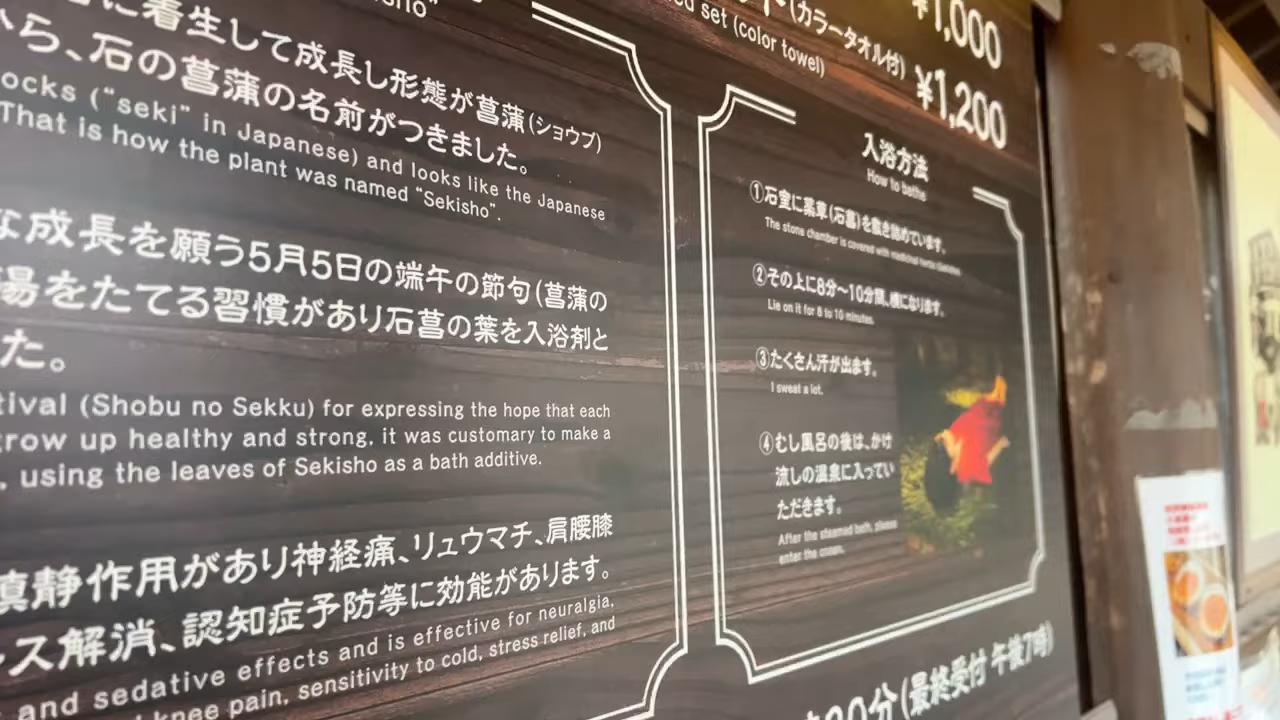 に着生して成長し形態が菖蒲(ショウブ)
から、石の菖蒲の名前がつきました。
ocks ("seki" in Japanese) and looks like the Japanese
That is how the plant was named "Sekisho".
な成長を願う5月5日の端午の節句(菖蒲の
湯をたてる習慣があり石菖の葉を入浴剤と
た。
tival (Shobu no Sekku) for expressing the hope that each
grow up healthy and strong, it was customary to make a
, using the leaves of Sekisho as a bath additive.
鎮静作用があり神経痛、リュウマチ、肩腰膝
レス解消、認知症予防等に効能があります。
and sedative effects and is effective for neuralgia,
knee pain, sensitivity to cold, stress relief, and
(カラータオル付) ¥1,000
ed set (color towel) ¥1,200
入浴方法
How to bathe
①石室に薬草(石菖)を敷き詰めています。
The stone chamber is covered with medicinal herbs
②その上に8分〜10分間、横になります。
Lie on it for 8 to 10 minutes.
③たくさん汗が出ます。
I sweat a lot.
④むし風呂の後は、かけ
流しの温泉に入ってい
ただきます。
After the steamed bath, please
enter the onsen.
30分(最終受付 午後7時)